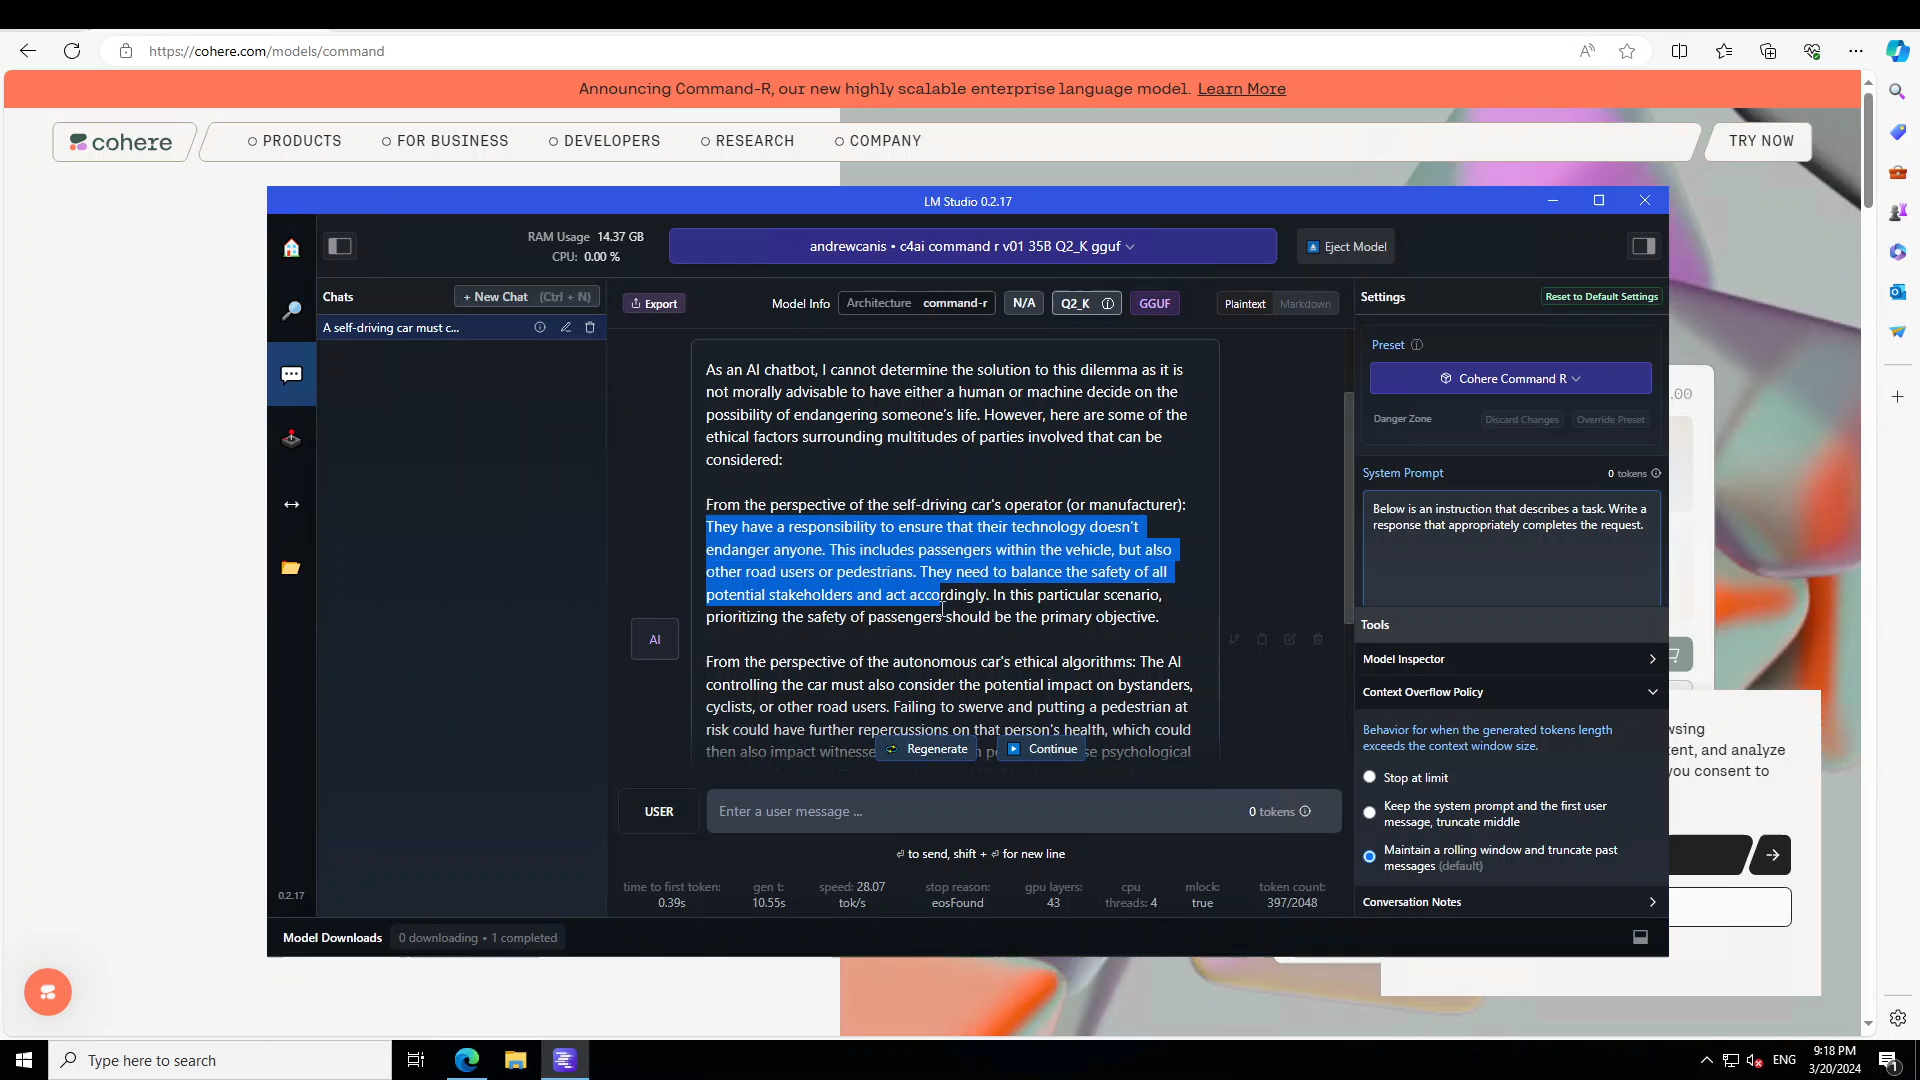 https://cohere.com/models/command
Announcing Command-R, our new highly scalable enterprise language model. Learn More
cohere
PRODUCTS
FOR BUSINESS
DEVELOPERS
RESEARCH
COMPANY
TRY NOW
LM Studio 0.2.17
RAM Usage 14.37 GB
CPU: 0.00 %
andrewcanis • c4ai command r v01 35B Q2_K gguf
Eject Model
Chats
+ New Chat (Ctrl + N)
A self-driving car must c...
Export
Model Info
Architecture command-r
N/A
Q2_K
GGUF
Plaintext
Markdown
As an AI chatbot, I cannot determine the solution to this dilemma as it is
not morally advisable to have either a human or machine decide on the
possibility of endangering someone's life. However, here are some of the
ethical factors surrounding multitudes of parties involved that can be
considered:
From the perspective of the self-driving car's operator (or manufacturer):
They have a responsibility to ensure that their technology doesn't
endanger anyone. This includes passengers within the vehicle, but also
other road users or pedestrians. They need to balance the safety of all
potential stakeholders and act accordingly. In this particular scenario,
prioritizing the safety of passengers should be the primary objective.
AI
From the perspective of the autonomous car's ethical algorithms: The AI
controlling the car must also consider the potential impact on bystanders,
cyclists, or other road users. Failing to swerve and putting a pedestrian at
risk could have further repercussions on that person's health, which could
then also impact psychological
Regenerate
Continue
USER
Enter a user message ...
0 tokens
⏎ to send, shift + ⏎ for new line
time to first token:
0.39s
gen t:
10.55s
speed: 28.07
tok/s
stop reason:
eosFound
gpu layers:
43
cpu
threads: 4
mlock:
true
token count:
397/2048
0.2.17
Model Downloads
0 downloading • 1 completed
Settings
Reset to Default Settings
Preset
Cohere Command R
Danger Zone
Discard Changes
Override Preset
System Prompt
0 tokens
Below is an instruction that describes a task. Write a
response that appropriately completes the request.
Tools
Model Inspector
Context Overflow Policy
Behavior for when the generated tokens length
exceeds the context window size.
Stop at limit
Keep the system prompt and the first user
message, truncate middle
Maintain a rolling window and truncate past
messages (default)
Conversation Notes
.00
wsing
tent, and analyze
you consent to
Type here to search
ENG
9:18 PM
3/20/2024
1